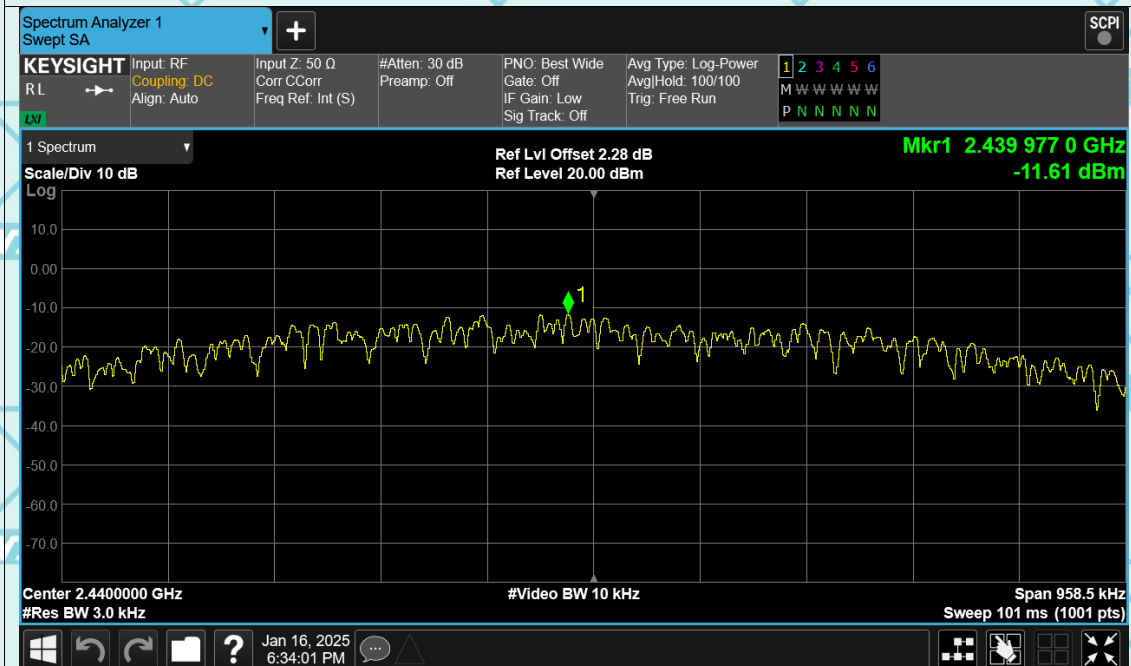 Spectrum Analyzer 1
Swept SA
+
SCPI
KEYSIGHT
RL
LXI
Input: RF
Coupling: DC
Align: Auto
Input Z: 50 Ω
Corr CCorr
Freq Ref: Int (S)
#Atten: 30 dB
Preamp: Off
PNO: Best Wide
Gate: Off
IF Gain: Low
Sig Track: Off
Avg Type: Log-Power
Avg|Hold: 100/100
Trig: Free Run
1 2 3 4 5 6
M W W W W W
P N N N N N
1 Spectrum
Scale/Div 10 dB
Ref Lvl Offset 2.28 dB
Ref Level 20.00 dBm
Mkr1 2.439 977 0 GHz
-11.61 dBm
Log
10.0
0.00
-10.0
1
-20.0
-30.0
-40.0
-50.0
-60.0
-70.0
Center 2.4400000 GHz
#Video BW 10 kHz
Span 958.5 kHz
#Res BW 3.0 kHz
Sweep 101 ms (1001 pts)
?
Jan 16, 2025
6:34:01 PM